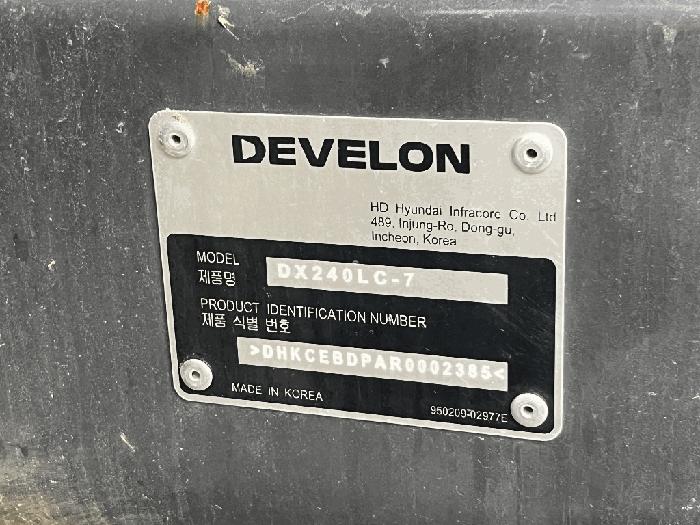 DEVELON
HD Hyundai Infracore Co. Ltd
489, Injung-Ro, Dong-gu,
Incheon, Korea
MODEL
제품명
DX240LC-7
PRODUCT IDENTIFICATION NUMBER
제품 식별 번호
>DHKCEBDPAR0002385<
MADE IN KOREA
950209-02977E